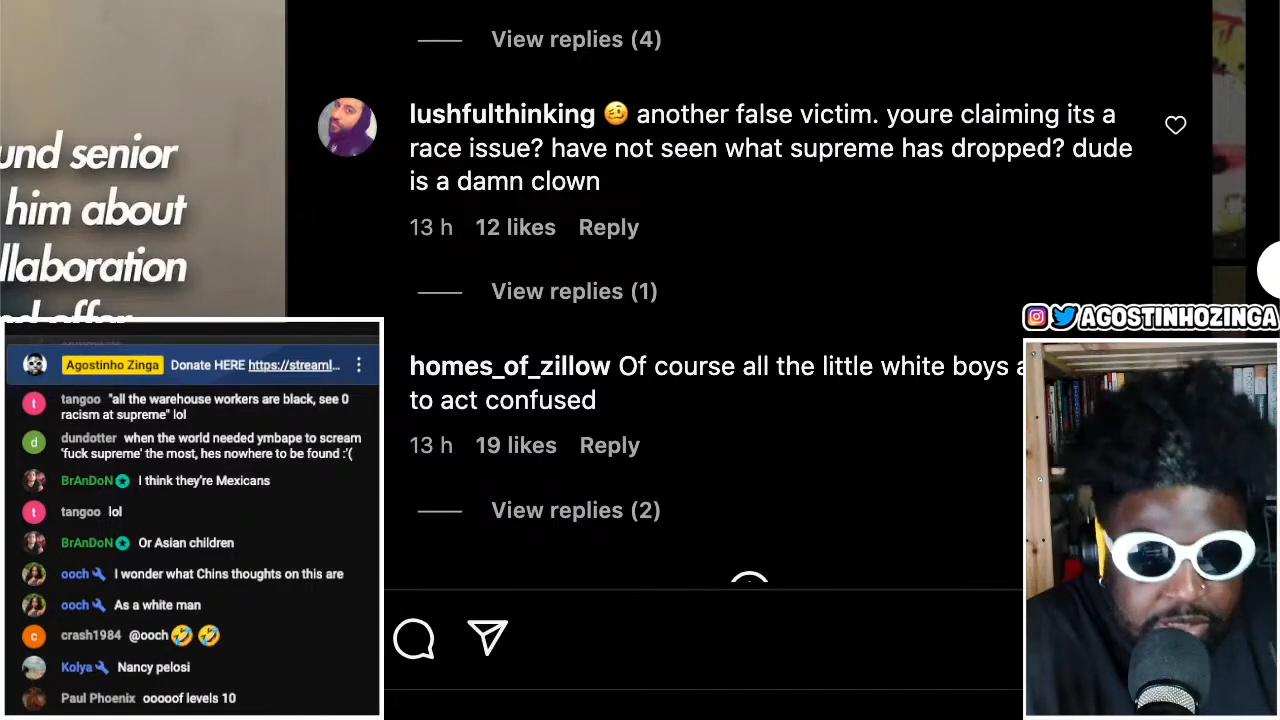 View replies (4)
lushfulthinking 🥴 another false victim. youre claiming its a
race issue? have not seen what supreme has dropped? dude
is a damn clown
13 h 12 likes Reply
View replies (1)
homes_of_zillow Of course all the little white boys a
to act confused
13 h 19 likes Reply
View replies (2)
und senior
him about
llaboration
nd offer
AGOSTINHOZINGA
Agostinho Zinga Donate HERE https://streaml...
tangoo "all the warehouse workers are black, see 0
racism at supreme" lol
dundotter when the world needed ymbape to scream
'fuck supreme' the most, hes nowhere to be found :'(
BrAnDoN I think they're Mexicans
tangoo lol
BrAnDoN Or Asian children
ooch I wonder what Chins thoughts on this are
ooch As a white man
crash1984 @ooch 🤣 🤣
Kolya Nancy pelosi
Paul Phoenix ooooof levels 10